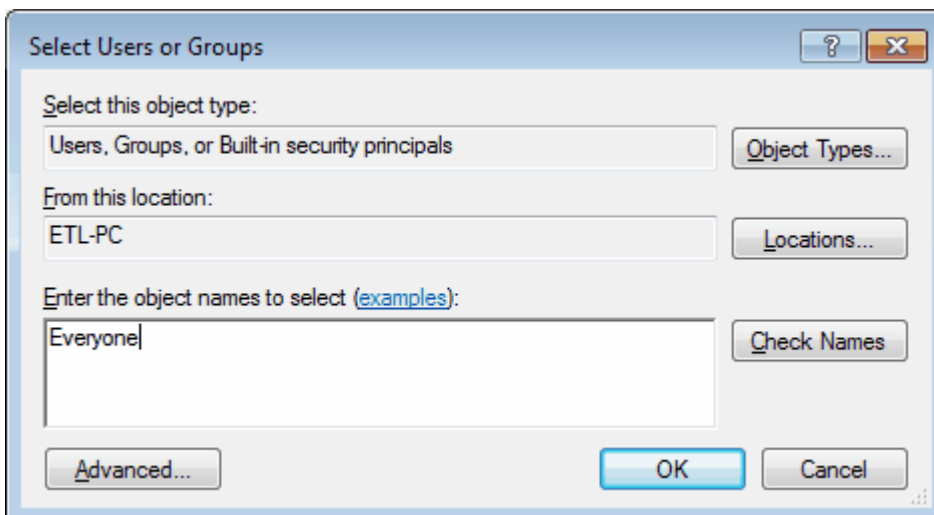 Select Users or Groups
Select this object type:
Users, Groups, or Built-in security principals
Object Types...
From this location:
ETL-PC
Locations...
Enter the object names to select (examples):
Everyone
Check Names
Advanced...
OK
Cancel